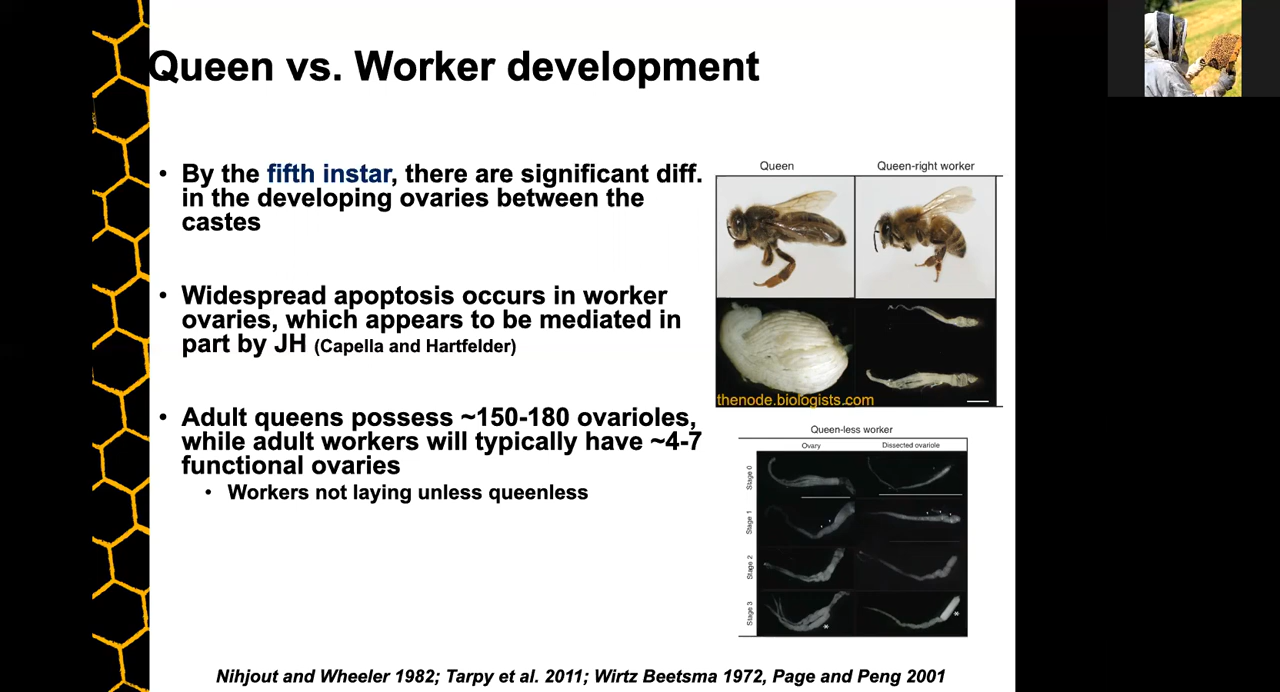 Queen vs. Worker development
• By the fifth instar, there are significant diff.
in the developing ovaries between the
castes
• Widespread apoptosis occurs in worker
ovaries, which appears to be mediated in
part by JH (Capella and Hartfelder)
• Adult queens possess ~150-180 ovarioles,
while adult workers will typically have ~4-7
functional ovaries
• Workers not laying unless queenless
Queen
Queen-right worker
thenode.biologists.com
Queen-less worker
Ovary
Dissected ovariole
Stage 0
Stage 1
Stage 2
Stage 3
*
*
Nihjout and Wheeler 1982; Tarpy et al. 2011; Wirtz Beetsma 1972, Page and Peng 2001